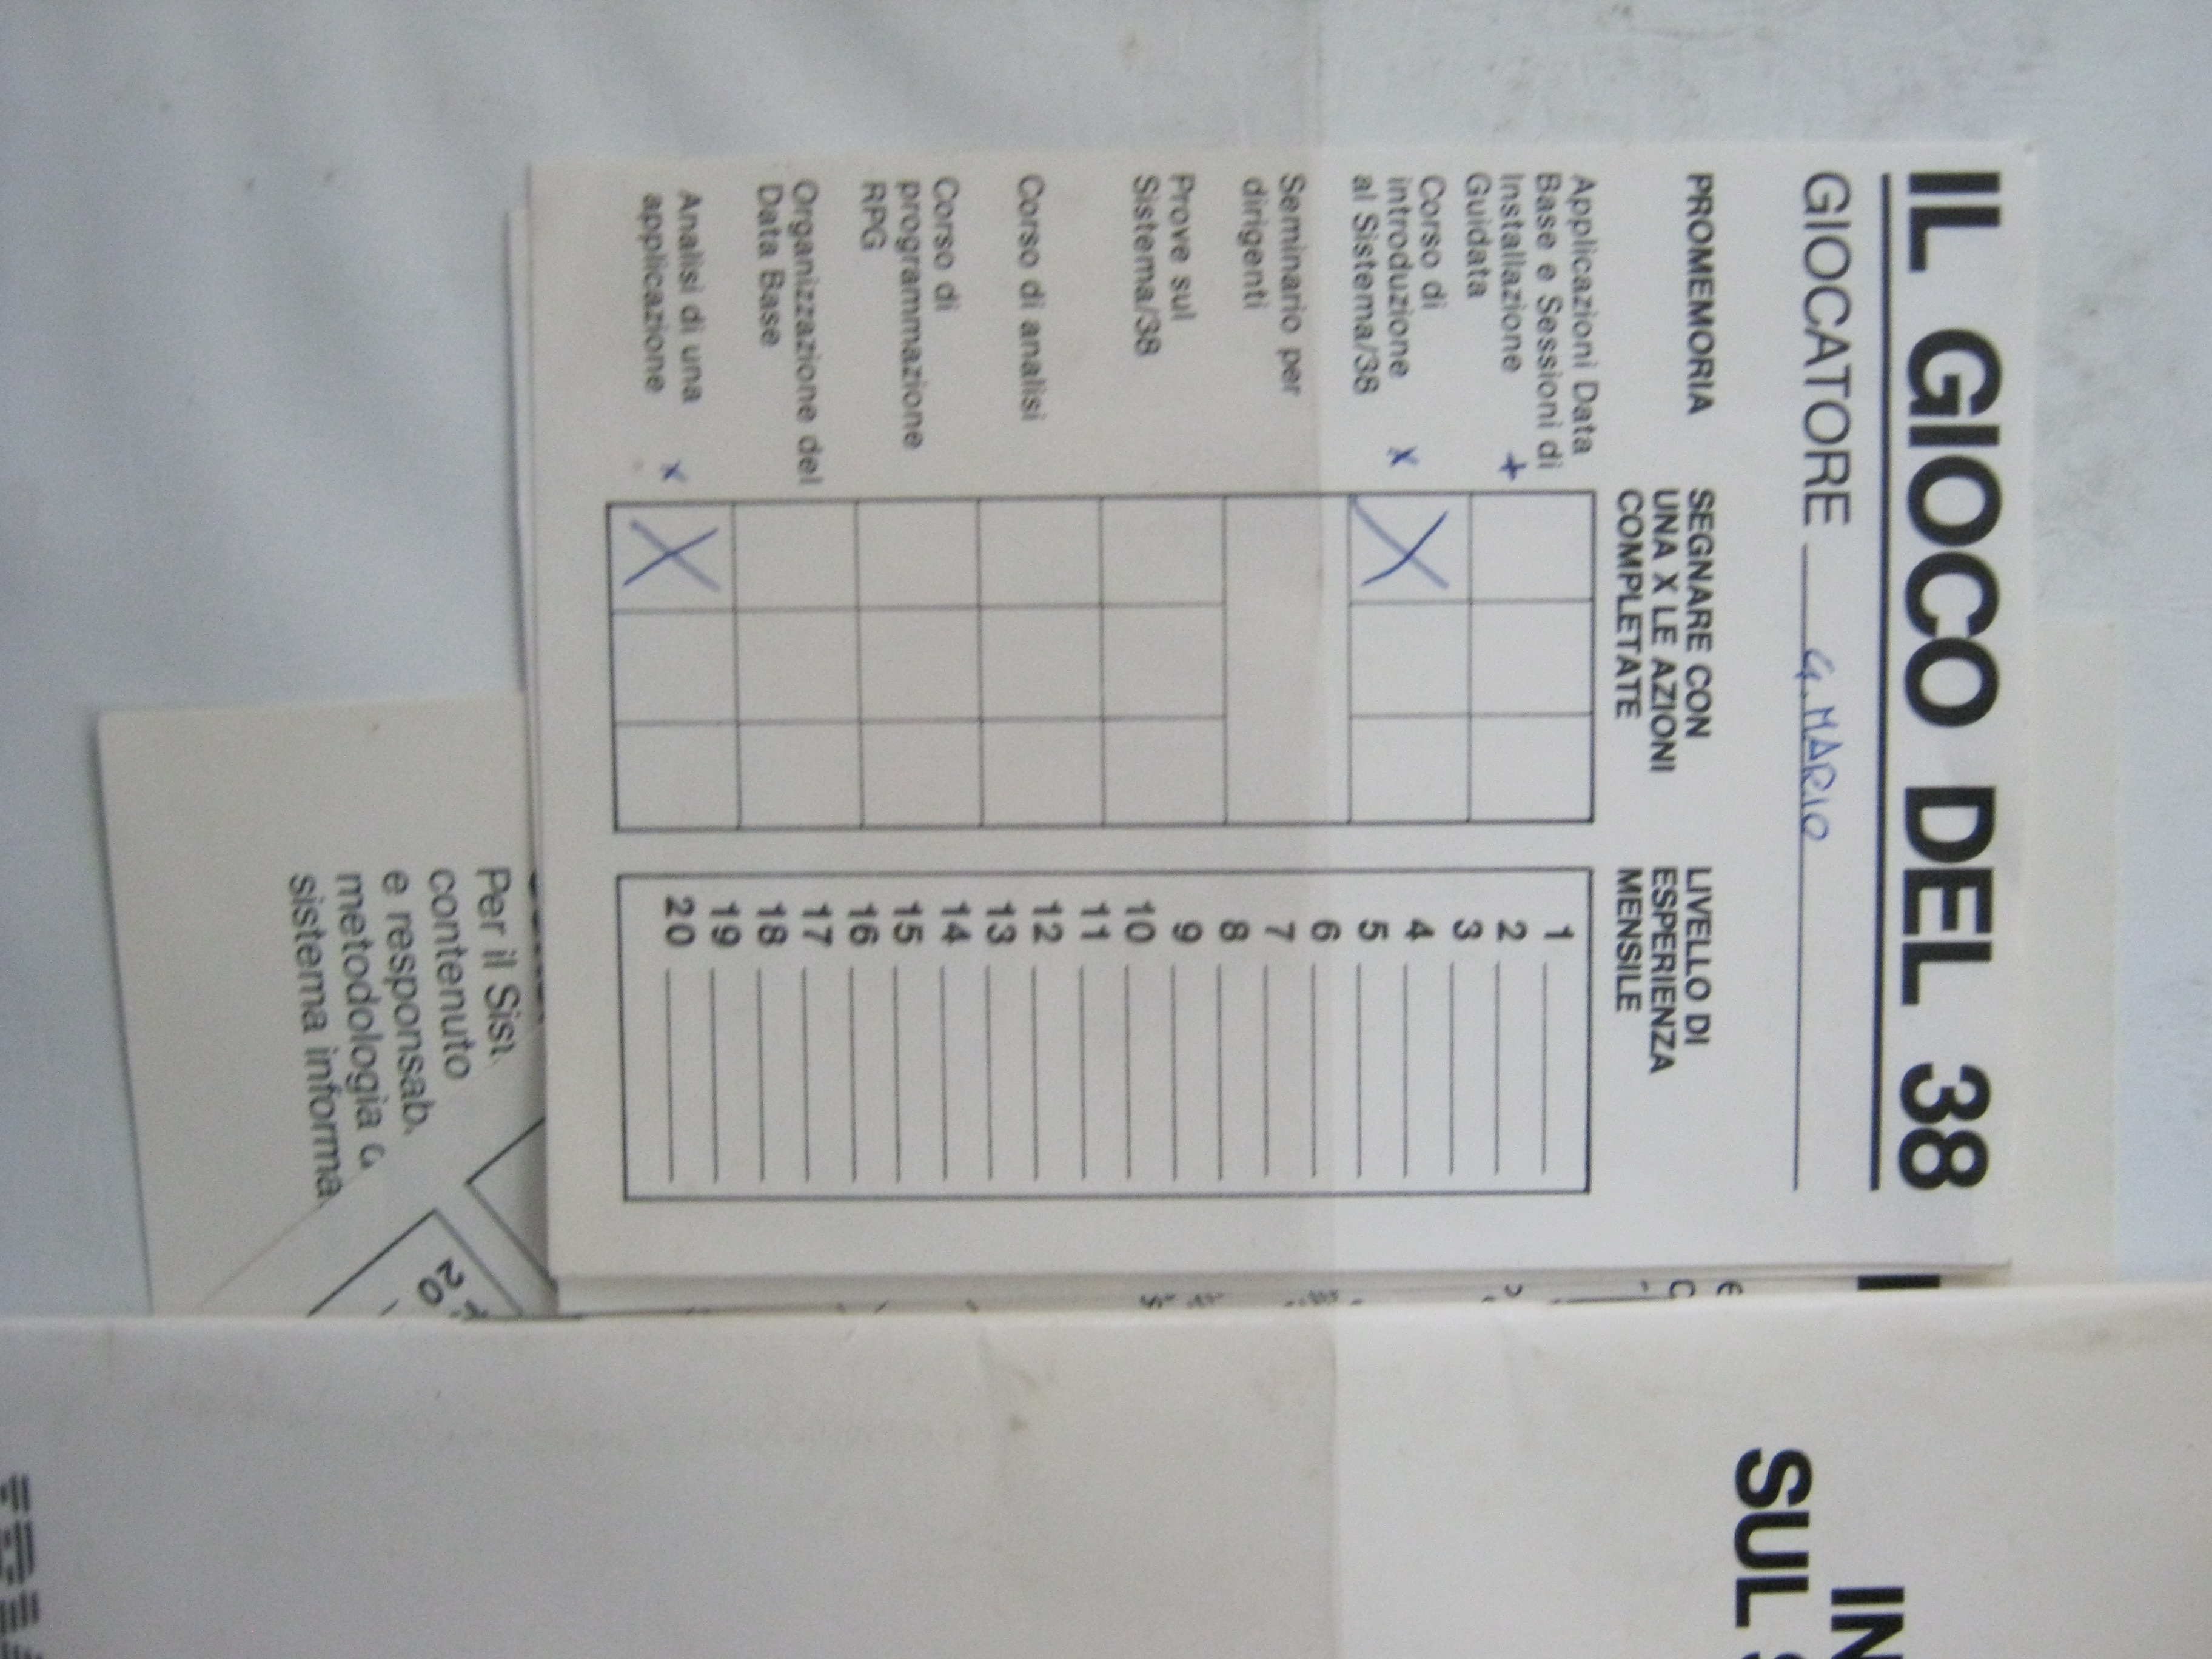 IL GIOCO DEL 38
GIOCATORE G. MARIO
PROMEMORIA
SEGNARE CON
UNA X LE AZIONI
COMPLETATE
LIVELLO DI
ESPERIENZA
MENSILE
Applicazioni Data
Base e Sessioni di
Installazione +
Guidata
Corso di
introduzione x
al Sistema/38
X
Seminario per
dirigenti
Prove sul
Sistema/38
Corso di analisi
Corso di
programmazione
RPG
Organizzazione del
Data Base
Analisi di una
applicazione x
X
1
2
3
4
5
6
7
8
9
10
11
12
13
14
15
16
17
18
19
20
Per il Sist
contenuto
e responsab
metodologia
sistema informa
20
IN
SUL